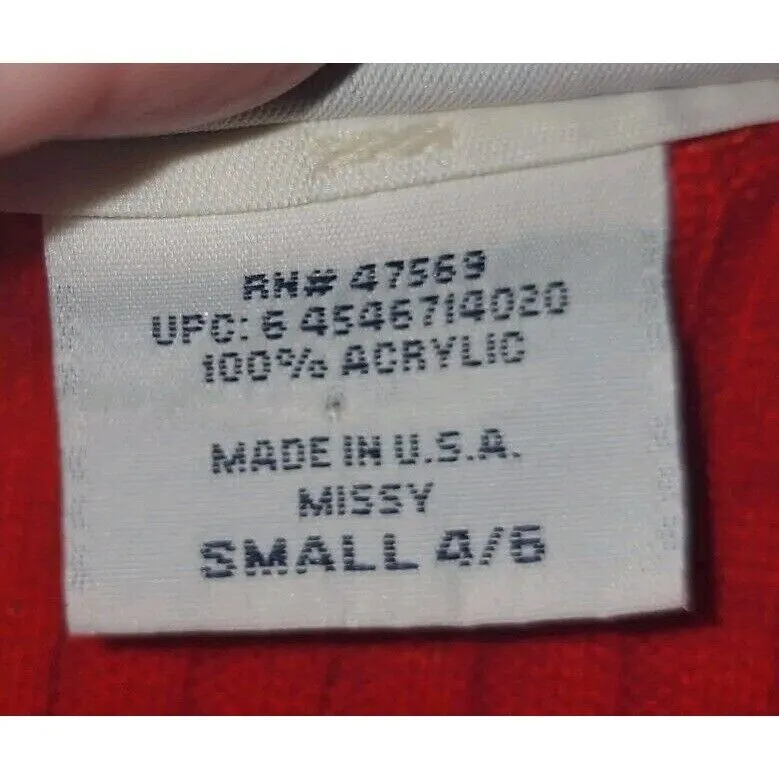 RN# 47569
UPC: 6 4546714020
100% ACRYLIC
MADE IN U.S.A.
MISSY
SMALL 4/6